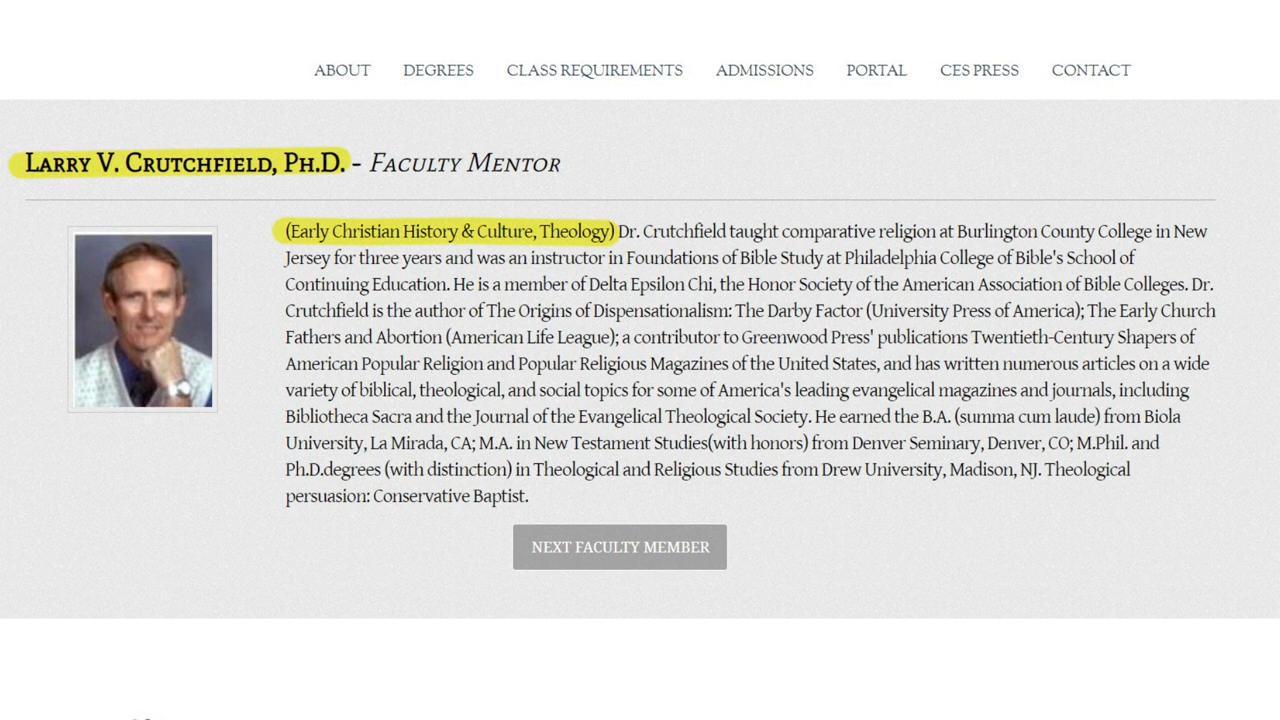 ABOUT DEGREES CLASS REQUIREMENTS ADMISSIONS PORTAL CES PRESS CONTACT
LARRY V. CRUTCHFIELD, PH.D. - FACULTY MENTOR
(Early Christian History & Culture, Theology) Dr. Crutchfield taught comparative religion at Burlington County College in New
Jersey for three years and was an instructor in Foundations of Bible Study at Philadelphia College of Bible's School of
Continuing Education. He is a member of Delta Epsilon Chi, the Honor Society of the American Association of Bible Colleges. Dr.
Crutchfield is the author of The Origins of Dispensationalism: The Darby Factor (University Press of America); The Early Church
Fathers and Abortion (American Life League); a contributor to Greenwood Press' publications Twentieth-Century Shapers of
American Popular Religion and Popular Religious Magazines of the United States, and has written numerous articles on a wide
variety of biblical, theological, and social topics for some of America's leading evangelical magazines and journals, including
Bibliotheca Sacra and the Journal of the Evangelical Theological Society. He earned the B.A. (summa cum laude) from Biola
University, La Mirada, CA; M.A. in New Testament Studies(with honors) from Denver Seminary, Denver, CO; M.Phil. and
Ph.D.degrees (with distinction) in Theological and Religious Studies from Drew University, Madison, NJ. Theological
persuasion: Conservative Baptist.
NEXT FACULTY MEMBER